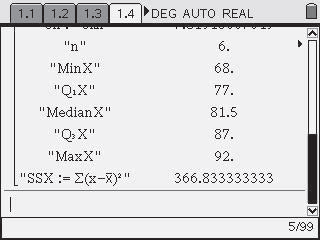 1.1 1.2 1.3 1.4 DEG AUTO REAL
"n" 6.
"MinX" 68.
"Q₁X" 77.
"MedianX" 81.5
"Q₃X" 87.
"MaxX" 92.
"SSX := Σ(x-x̄)²" 366.833333333
5/99